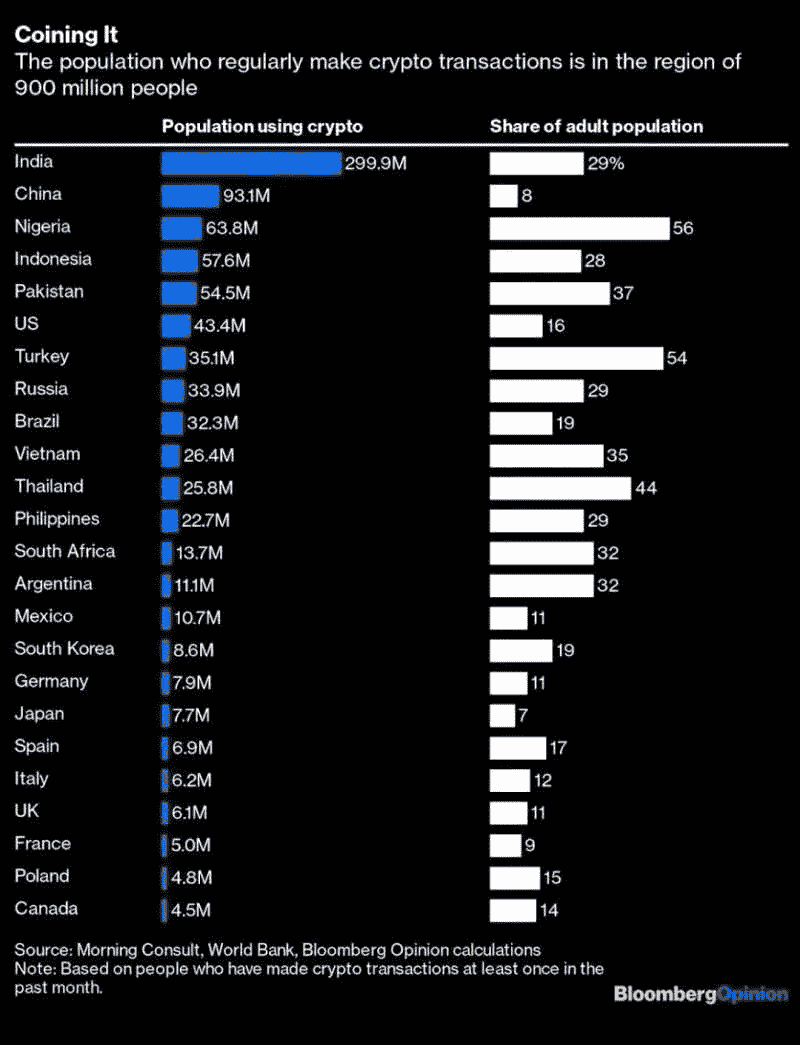 Coining It
The population who regularly make crypto transactions is in the region of
900 million people
Population using crypto Share of adult population
India 299.9M 29%
China 93.1M 8
Nigeria 63.8M 56
Indonesia 57.6M 28
Pakistan 54.5M 37
US 43.4M 16
Turkey 35.1M 54
Russia 33.9M 29
Brazil 32.3M 19
Vietnam 26.4M 35
Thailand 25.8M 44
Philippines 22.7M 29
South Africa 13.7M 32
Argentina 11.1M 32
Mexico 10.7M 11
South Korea 8.6M 19
Germany 7.9M 11
Japan 7.7M 7
Spain 6.9M 17
Italy 6.2M 12
UK 6.1M 11
France 5.0M 9
Poland 4.8M 15
Canada 4.5M 14
Source: Morning Consult, World Bank, Bloomberg Opinion calculations
Note: Based on people who have made crypto transactions at least once in the
past month.
BloombergOpinion